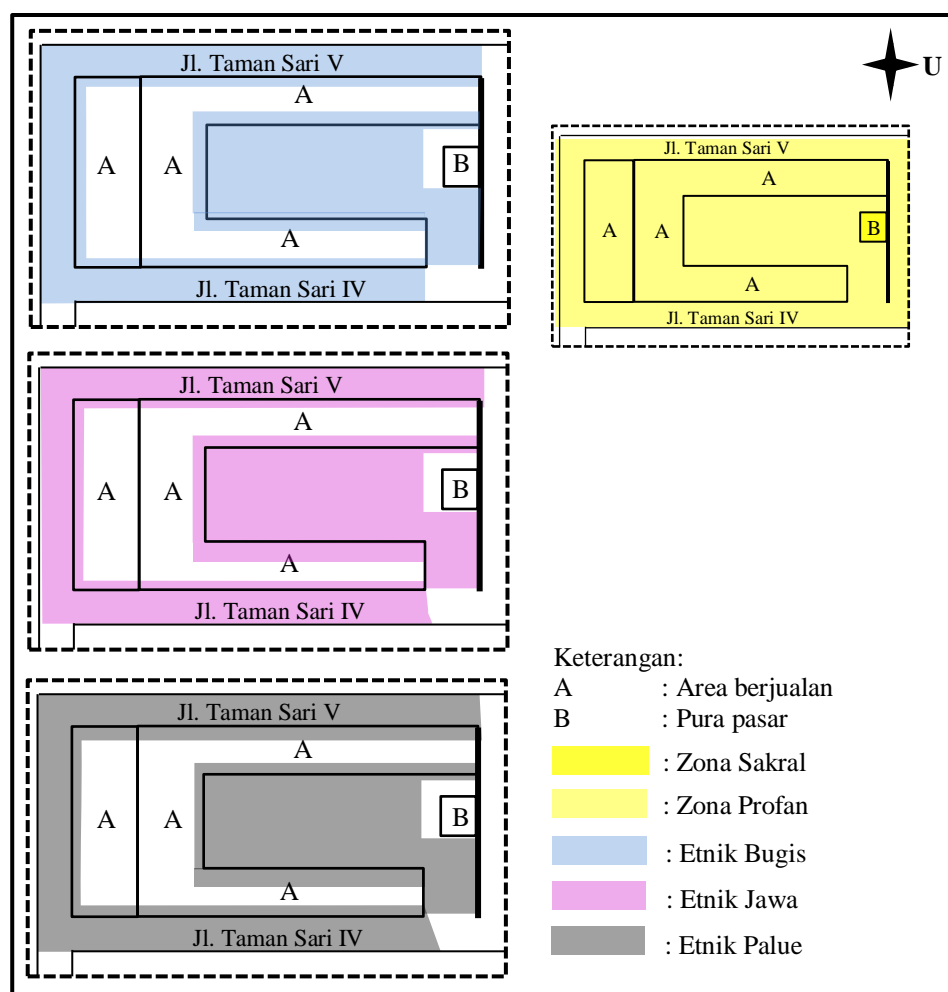 Jl. Taman Sari V
A
A
A
B
A
Jl. Taman Sari IV
U
Jl. Taman Sari V
A
A
A
B
A
Jl. Taman Sari IV
Jl. Taman Sari V
A
A
A
B
A
Jl. Taman Sari IV
Jl. Taman Sari V
A
A
A
B
A
Jl. Taman Sari IV
Keterangan:
A : Area berjualan
B : Pura pasar
: Zona Sakral
: Zona Profan
: Etnik Bugis
: Etnik Jawa
: Etnik Palue